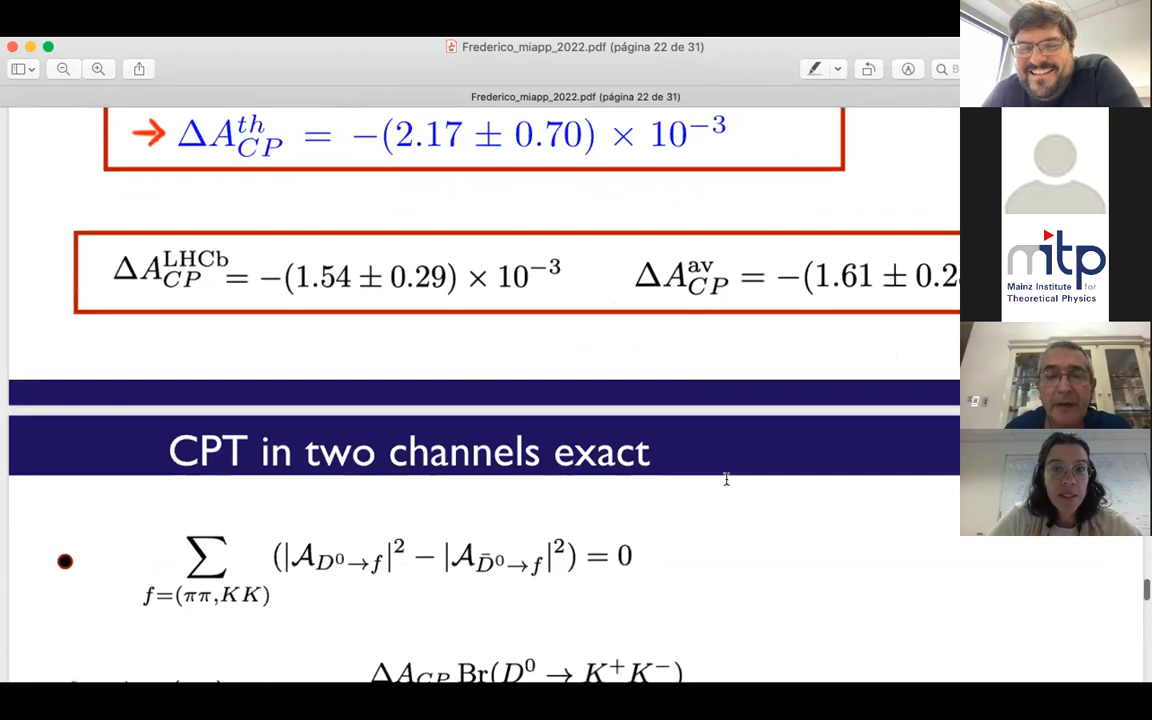 Frederico_miapp_2022.pdf (página 22 de 31)
Frederico_miapp_2022.pdf (página 22 de 31)
→ ΔA^{th}_{CP} = −(2.17 ± 0.70) × 10^{−3}
ΔA^{LHCb}_{CP} = −(1.54 ± 0.29) × 10^{−3} ΔA^{av}_{CP} = −(1.61 ± 0.2
CPT in two channels exact
∑_{f=(ππ,KK)} (|𝒜_{D⁰→f}|² − |𝒜_{D̄⁰→f}|²) = 0
ΔA_{CP} Br(D⁰ → K⁺K⁻)
mitp
Mainz Institute for
Theoretical Physics